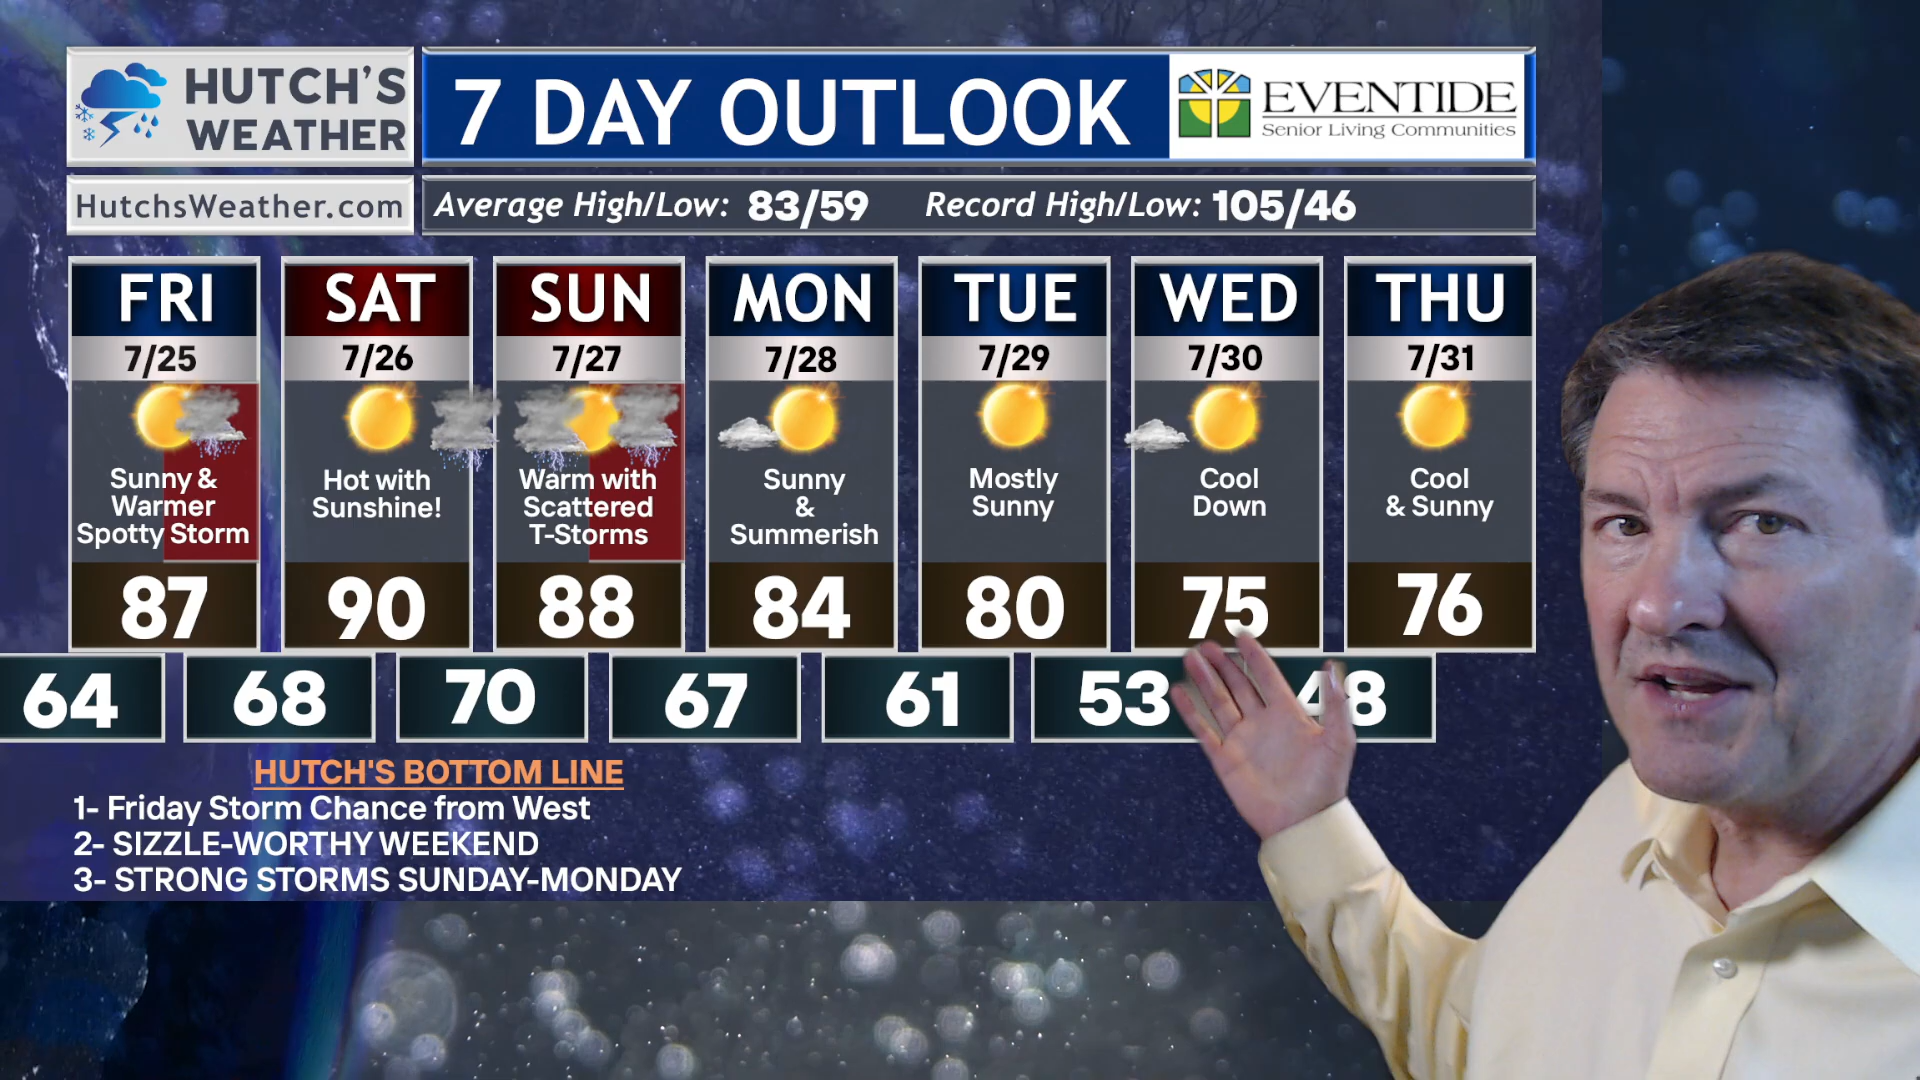 HUTCH'S
WEATHER
7 DAY OUTLOOK
EVENTIDE
Senior Living Communities
HutchsWeather.com
Average High/Low: 83/59
Record High/Low: 105/46
FRI
SAT
SUN
MON
TUE
WED
THU
7/25
7/26
7/27
7/28
7/29
7/30
7/31
Sunny &
Warmer
Spotty Storm
Hot with
Sunshine!
Warm with
Scattered
T-Storms
Sunny
&
Summerish
Mostly
Sunny
Cool
Down
Cool
& Sunny
87
90
88
84
80
75
76
64
68
70
67
61
53
48
HUTCH'S BOTTOM LINE
1- Friday Storm Chance from West
2- SIZZLE-WORTHY WEEKEND
3- STRONG STORMS SUNDAY-MONDAY